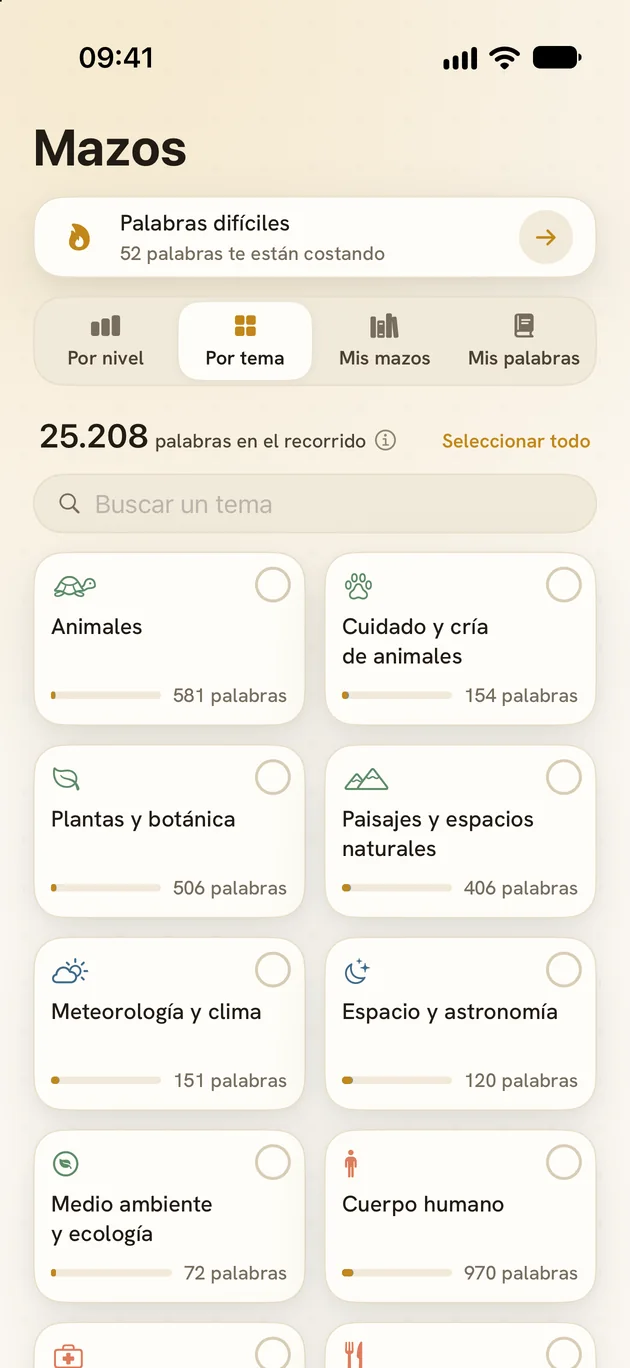 09:41
Mazos
Palabras difíciles
52 palabras te están costando
Por nivel
Por tema
Mis mazos
Mis palabras
25.208 palabras en el recorrido
Seleccionar todo
Buscar un tema
Animales
581 palabras
Cuidado y cría
de animales
154 palabras
Plantas y botánica
506 palabras
Paisajes y espacios
naturales
406 palabras
Meteorología y clima
151 palabras
Espacio y astronomía
120 palabras
Medio ambiente
y ecología
72 palabras
Cuerpo humano
970 palabras